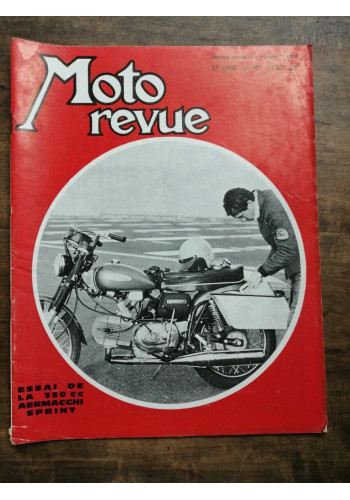 Moto
revue
ESSAI DE
LA 350 cc
AERMACCHI
SPRINT